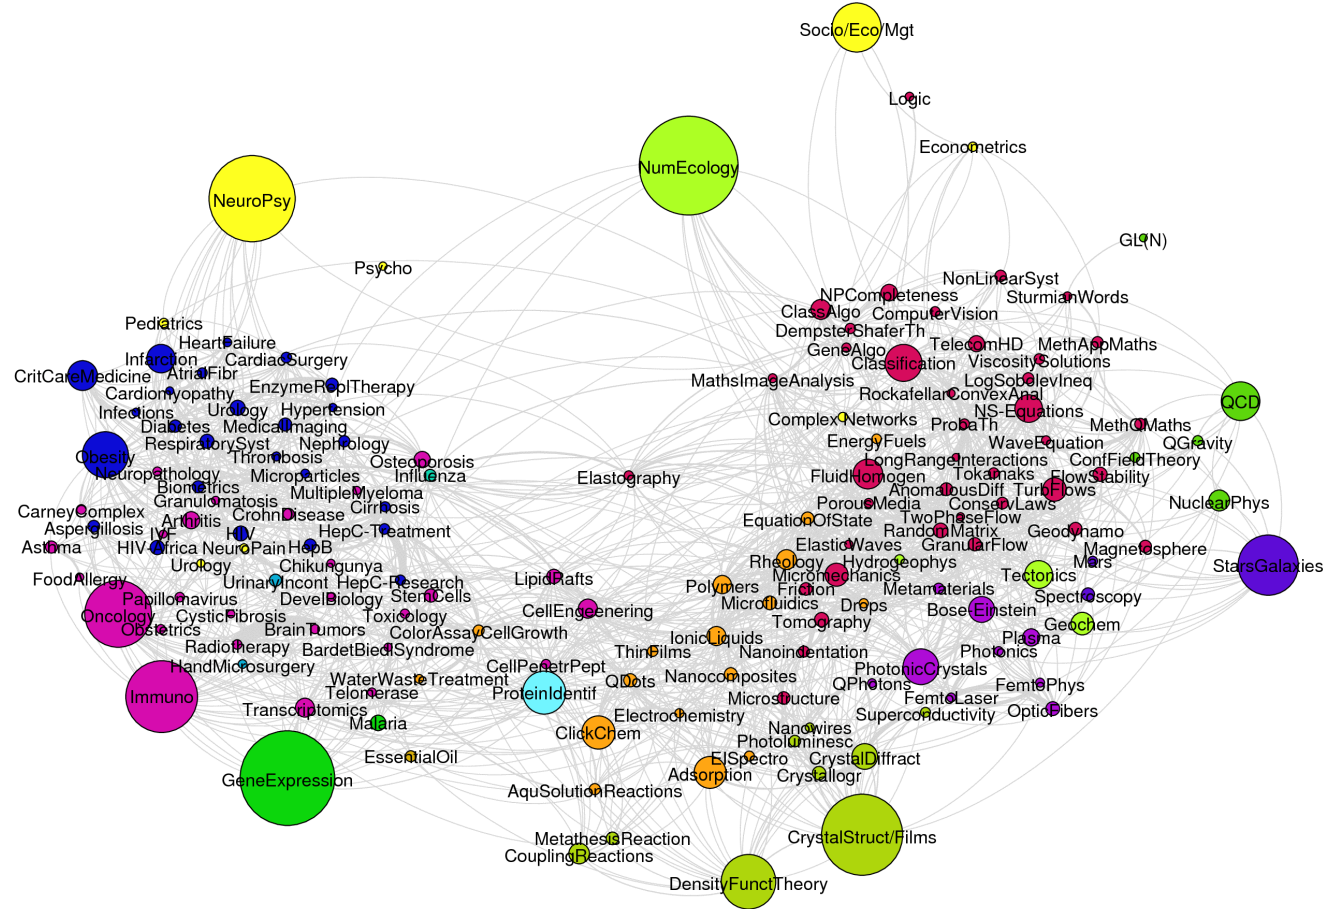 Socio/Eco/Mgt
Logic
Econometrics
NumEcology
NeuroPsy
GL(N)
Psycho
NonLinearSyst
NPCompleteness
SturmianWords
ClassAlgo
ComputerVision
Pediatrics
DempsterShaferTh
HeartFailure
TelecomHD
MethAppMaths
GeneAlgo
Infarction
CardiacSurgery
Classification
ViscositySolutions
CritCareMedicine
AtrialFibr
MathsImageAnalysis
LogSobolevIneq
Cardiomyopathy
EnzymeReplTherapy
RockafellarConvexAnal
QCD
Infections
Urology
Hypertension
NS-Equations
Complex Networks
Diabetes
MedicalImaging
ProbaTh
MethQMaths
RespiratorySyst
Nephrology
EnergyFuels
WaveEquation
QGravity
Obesity
Thrombosis
Osteoporosis
LongRangeInteractions
ConfFieldTheory
Neuropathology
Microparticles
Influenza
Elastography
FluidHomogen
Tokamaks
FlowStability
Biometrics
MultipleMyeloma
AnomalousDiff
TurbFlows
Granulomatosis
Cirrhosis
PorousMedia
ConservLaws
NuclearPhys
CarneyComplex
CrohnDisease
Arthritis
EquationOfState
TwoPhaseFlow
Aspergillosis
IVF
HIV
HepC-Treatment
RandomMatrix
Geodynamo
Asthma
HIV-Africa
NeuroPain
HepB
ElasticWaves
GranularFlow
Magnetosphere
Urology
Chikungunya
Rheology
Hydrogeophys
Mars
StarsGalaxies
FoodAllergy
UrinaryIncont
HepC-Research
LipidRafts
Polymers
Micromechanics
Friction
Metamaterials
Tectonics
Papillomavirus
DevelBiology
StemCells
Microfluidics
Drops
Spectroscopy
Oncology
CysticFibrosis
Toxicology
CellEngeenering
Bose-Einstein
Tomography
Geochem
Obstetrics
BrainTumors
ColorAssay
CellGrowth
IonicLiquids
Plasma
Radiotherapy
BardetBiedlSyndrome
ThinFilms
Nanoindentation
Photonics
HandMicrosurgery
CellPenetrPept
PhotonicCrystals
WaterWasteTreatment
QDots
Nanocomposites
QPhotons
FemtoPhys
Immuno
Telomerase
ProteinIdentif
Microstructure
FemtoLaser
Transcriptomics
Electrochemistry
Superconductivity
OpticFibers
Malaria
ClickChem
Nanowires
Photoluminesc
EssentialOil
ElSpectro
CrystalDiffract
GeneExpression
Adsorption
Crystallogr
AquSolutionReactions
MetathesisReaction
CrystalStruct/Films
CouplingReactions
DensityFunctTheory